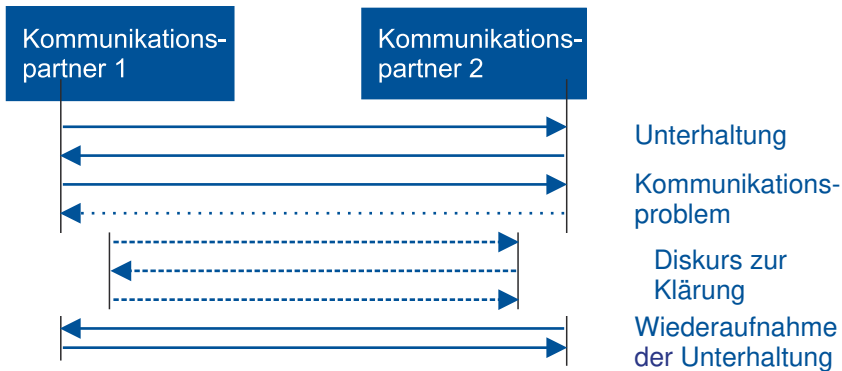 Kommunikations-
partner 1
Kommunikations-
partner 2
Unterhaltung
Kommunikations-
problem
Diskurs zur
Klärung
Wiederaufnahme
der Unterhaltung